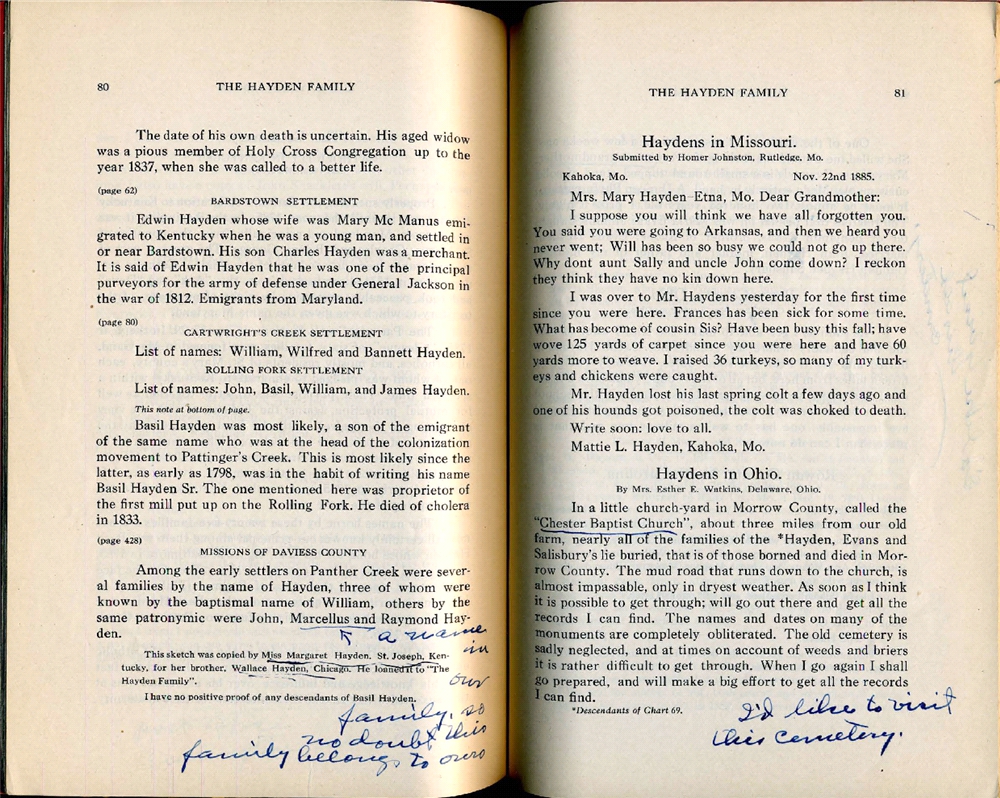 80
THE HAYDEN FAMILY
The date of his own death is uncertain. His aged widow
was a pious member of Holy Cross Congregation up to the
year 1837, when she was called to a better life.
(page 62)
BARDSTOWN SETTLEMENT
Edwin Hayden whose wife was Mary Mc Manus emi-
grated to Kentucky when he was a young man, and settled in
or near Bardstown. His son Charles Hayden was a merchant.
It is said of Edwin Hayden that he was one of the principal
purveyors for the army of defense under General Jackson in
the war of 1812. Emigrants from Maryland.
(page 80)
CARTWRIGHT'S CREEK SETTLEMENT
List of names: William, Wilfred and Bannett Hayden.
ROLLING FORK SETTLEMENT
List of names: John, Basil, William, and James Hayden.
This note at bottom of page.
Basil Hayden was most likely, a son of the emigrant
of the same name who was at the head of the colonization
movement to Pattinger's Creek. This is most likely since the
latter, as early as 1798, was in the habit of writing his name
Basil Hayden Sr. The one mentioned here was proprietor of
the first mill put up on the Rolling Fork. He died of cholera
in 1833.
(page 428)
MISSIONS OF DAVIESS COUNTY
Among the early settlers on Panther Creek were sever-
al families by the name of Hayden, three of whom were
known by the baptismal name of William, others by the
same patronymic were John, Marcellus and Raymond Hay-
den.
a name
in
our
family, so
no doubt this
family belongs to ours
This sketch was copied by Miss Margaret Hayden, St. Joseph, Ken-
tucky, for her brother, Wallace Hayden, Chicago. He loaned it to "The
Hayden Family".
I have no positive proof of any descendants of Basil Hayden.
THE HAYDEN FAMILY
81
Haydens in Missouri.
Submitted by Homer Johnston, Rutledge, Mo.
Kahoka, Mo. Nov. 22nd 1885.
Mrs. Mary Hayden–Etna, Mo. Dear Grandmother:
I suppose you will think we have all forgotten you.
You said you were going to Arkansas, and then we heard you
never went; Will has been so busy we could not go up there.
Why dont aunt Sally and uncle John come down? I reckon
they think they have no kin down here.
I was over to Mr. Haydens yesterday for the first time
since you were here. Frances has been sick for some time.
What has become of cousin Sis? Have been busy this fall; have
wove 125 yards of carpet since you were here and have 60
yards more to weave. I raised 36 turkeys, so many of my turk-
eys and chickens were caught.
Mr. Hayden lost his last spring colt a few days ago and
one of his hounds got poisoned, the colt was choked to death.
Write soon: love to all.
Mattie L. Hayden, Kahoka, Mo.
Haydens in Ohio.
By Mrs. Esther E. Watkins, Delaware, Ohio.
In a little church-yard in Morrow County, called the
"Chester Baptist Church", about three miles from our old
farm, nearly all of the families of the *Hayden, Evans and
Salisbury's lie buried, that is of those borned and died in Mor-
row County. The mud road that runs down to the church, is
almost impassable, only in dryest weather. As soon as I think
it is possible to get through; will go out there and get all the
records I can find. The names and dates on many of the
monuments are completely obliterated. The old cemetery is
sadly neglected, and at times on account of weeds and briers
it is rather difficult to get through. When I go again I shall
go prepared, and will make a big effort to get all the records
I can find.
*Descendants of Chart 69.
I'd like to visit
this cemetery.